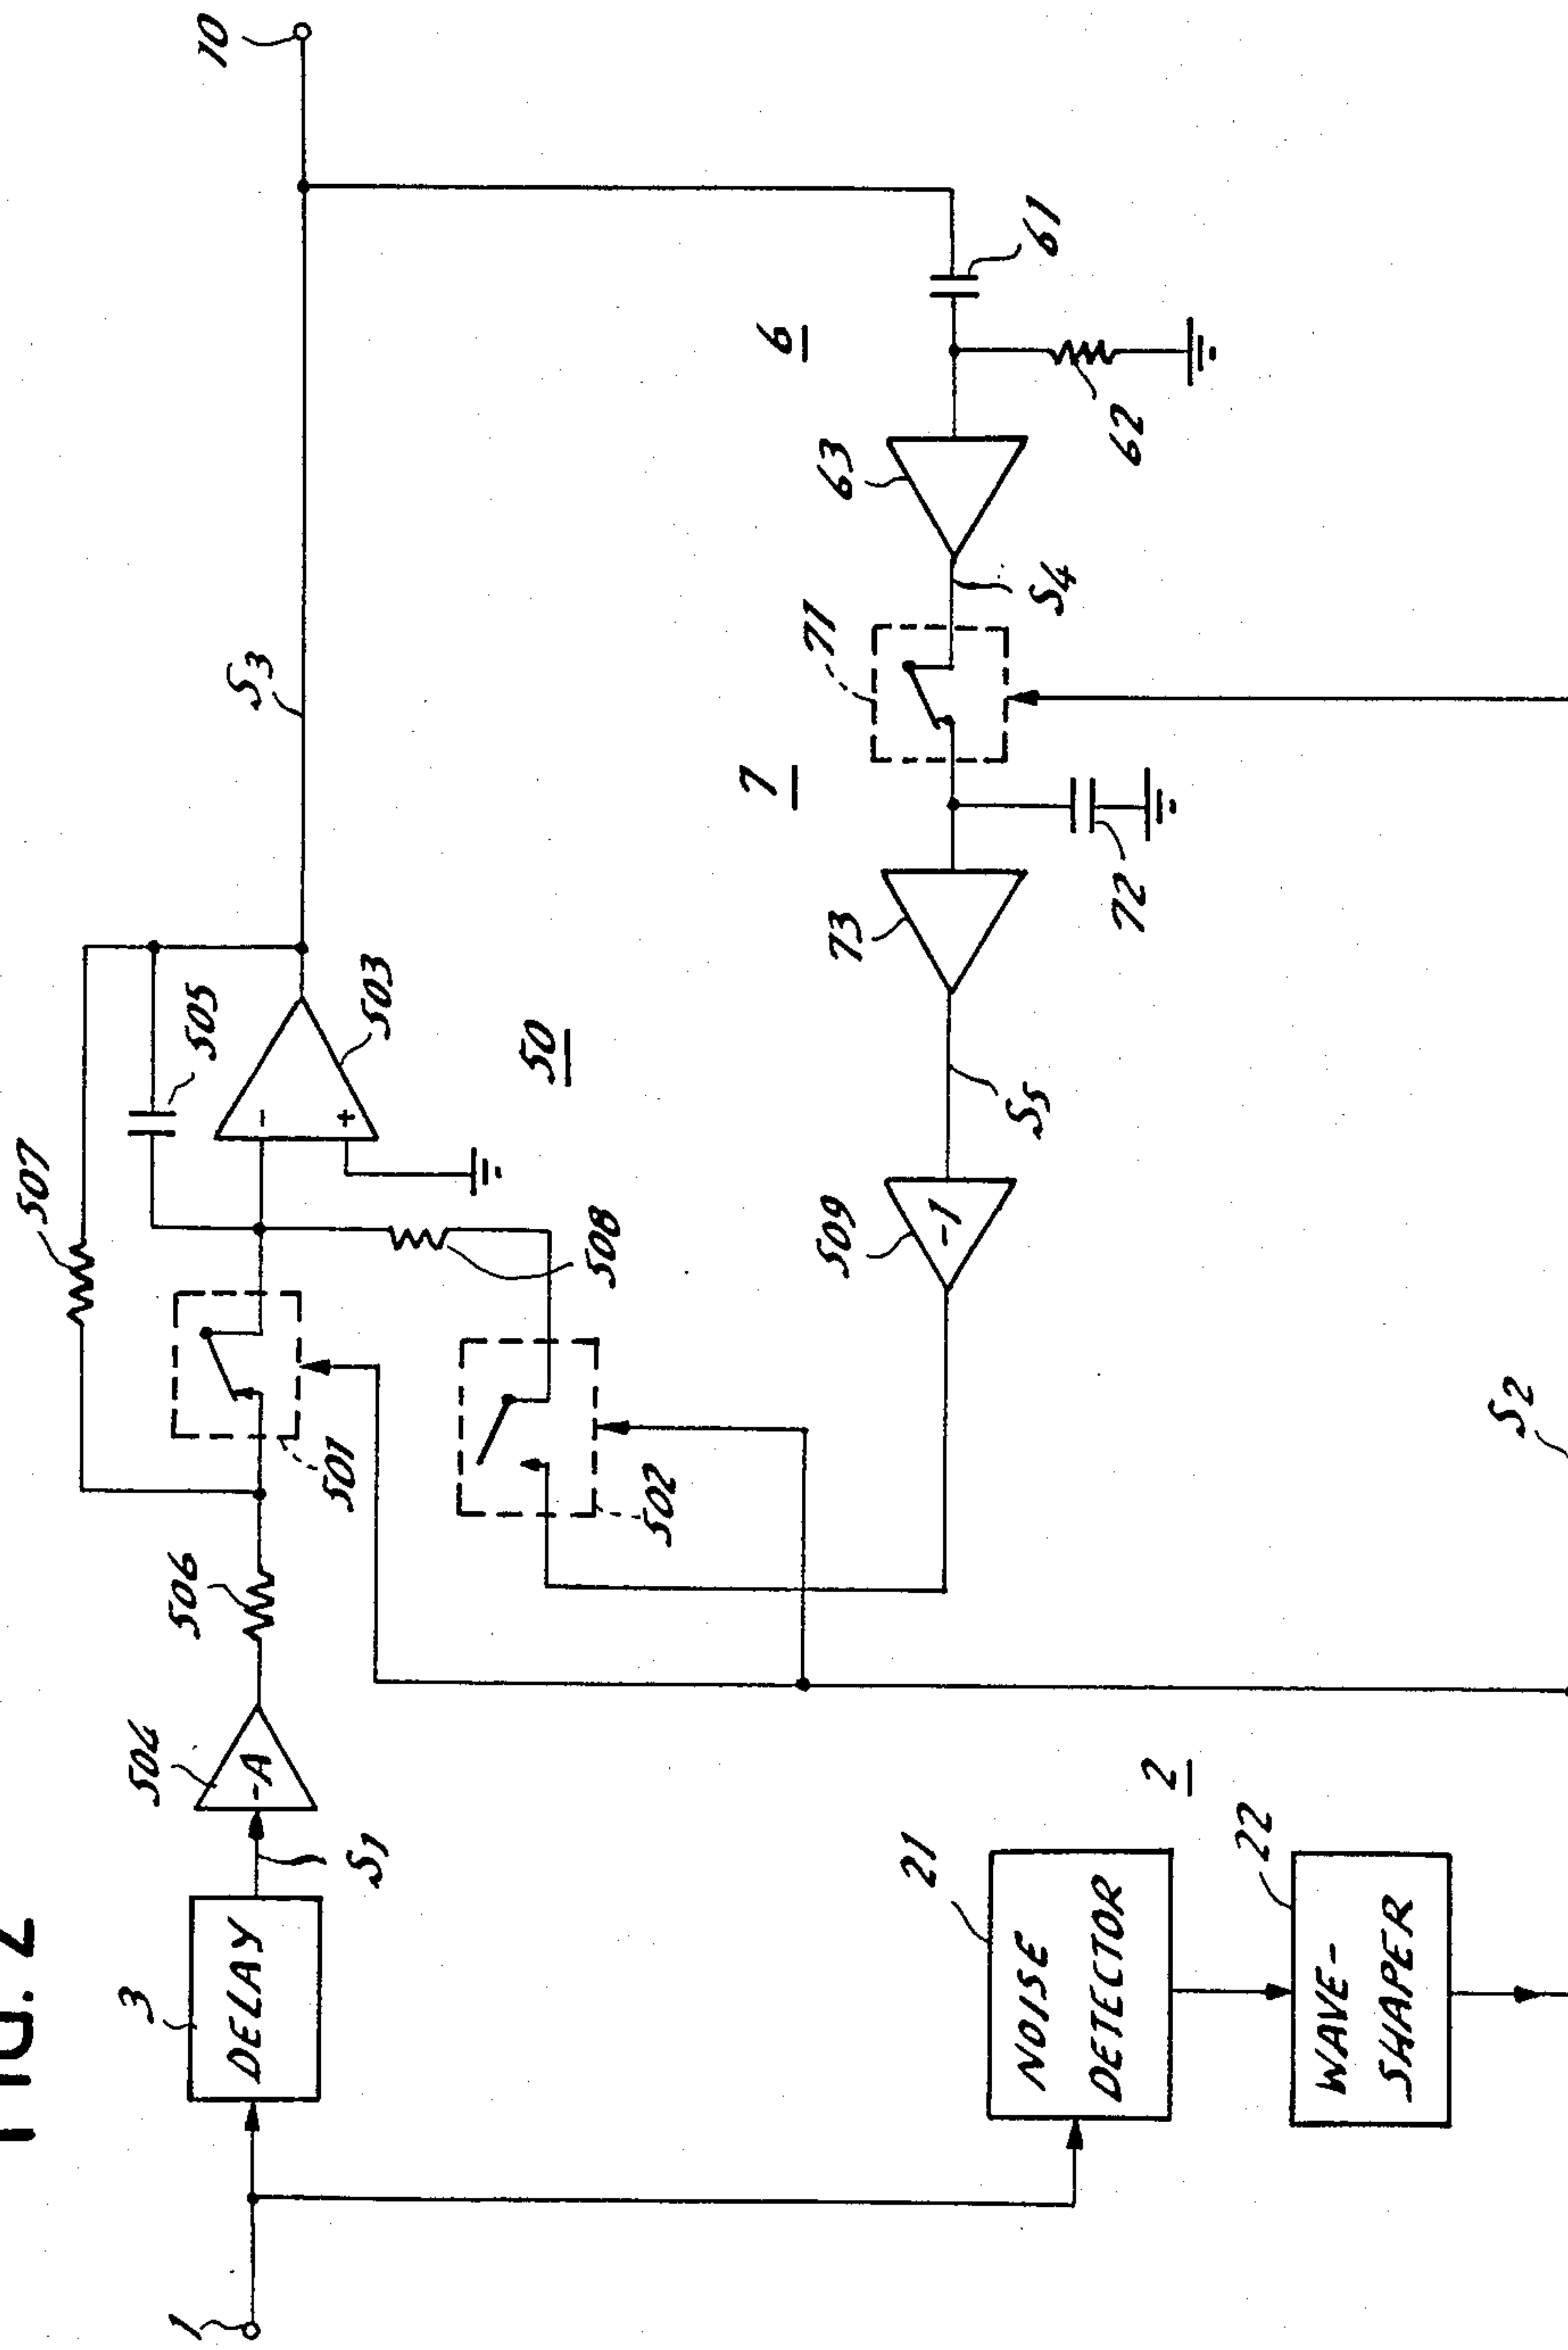 FIG. 2
507
505
3
504
506
501
S3
10
1
DELAY
-A
-
+
503
S1
502
508
50
509
73
7
71
63
6
61
-1
S5
S4
72
62
21
2
NOISE
DETECTOR
22
WAVE-
SHAPER
S2